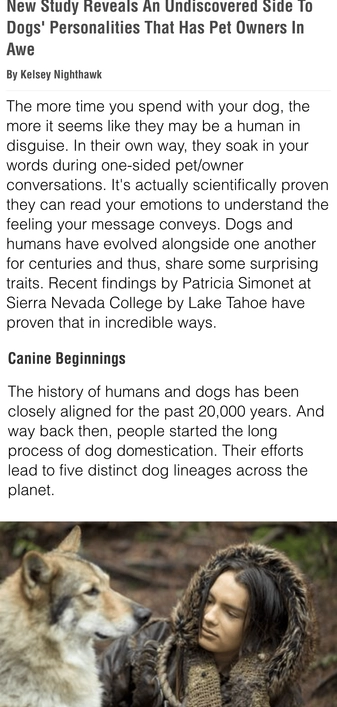 New Study Reveals An Undiscovered Side To
Dogs' Personalities That Has Pet Owners In
Awe
By Kelsey Nighthawk
The more time you spend with your dog, the
more it seems like they may be a human in
disguise. In their own way, they soak in your
words during one-sided pet/owner
conversations. It's actually scientifically proven
they can read your emotions to understand the
feeling your message conveys. Dogs and
humans have evolved alongside one another
for centuries and thus, share some surprising
traits. Recent findings by Patricia Simonet at
Sierra Nevada College by Lake Tahoe have
proven that in incredible ways.
Canine Beginnings
The history of humans and dogs has been
closely aligned for the past 20,000 years. And
way back then, people started the long
process of dog domestication. Their efforts
lead to five distinct dog lineages across the
planet.